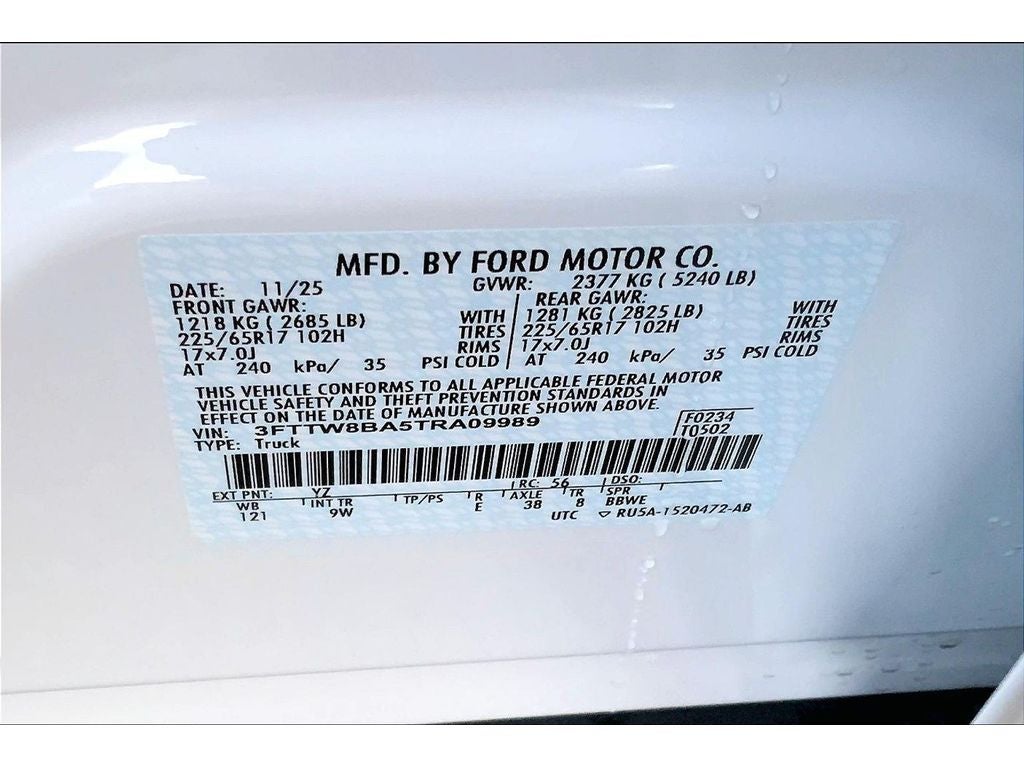 MFD. BY FORD MOTOR CO.
DATE: 11/25 GVWR: 2377 KG ( 5240 LB)
FRONT GAWR: REAR GAWR:
1218 KG ( 2685 LB) WITH 1281 KG ( 2825 LB) WITH
225/65R17 102H TIRES 225/65R17 102H TIRES
17x7.0J RIMS 17x7.0J RIMS
AT 240 kPa/ 35 PSI COLD AT 240 kPa/ 35 PSI COLD
THIS VEHICLE CONFORMS TO ALL APPLICABLE FEDERAL MOTOR
VEHICLE SAFETY AND THEFT PREVENTION STANDARDS IN
EFFECT ON THE DATE OF MANUFACTURE SHOWN ABOVE.
VIN: 3FTTW8BA5TRA09989 F0234
TYPE: Truck T0502
EXT PNT: YZ RC: 56 DSO:
WB INT TR TP/PS R AXLE TR SPR
121 9W E 38 8 BBWE
UTC ▽ RU5A-1520472-AB